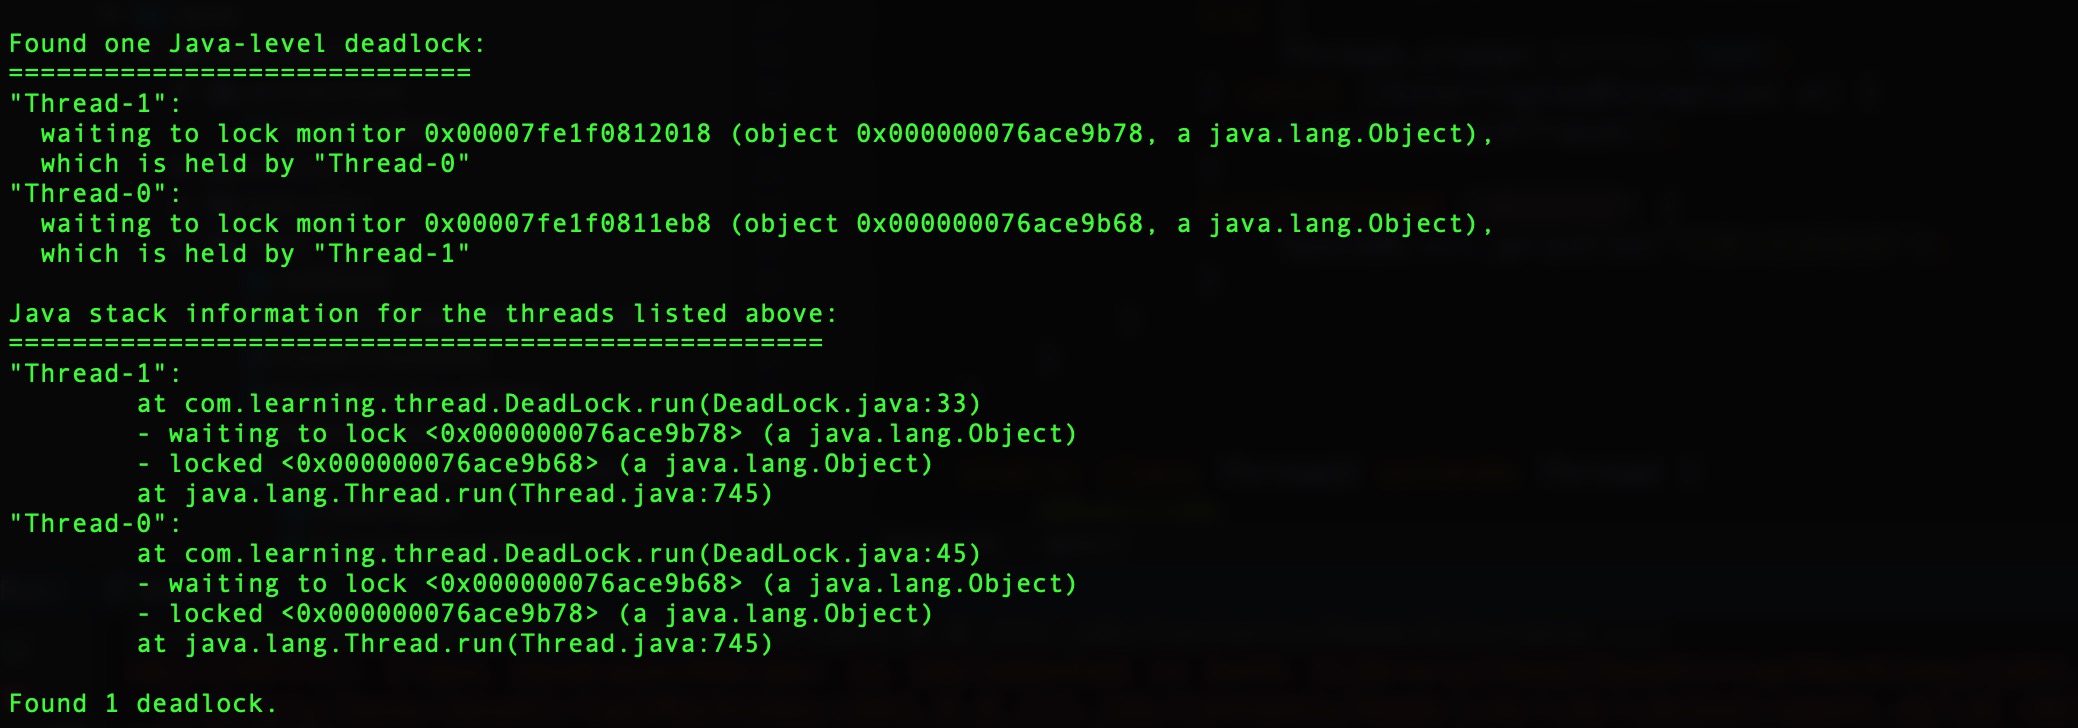 Found one Java-level deadlock:
=============================
"Thread-1":
  waiting to lock monitor 0x00007fe1f0812018 (object 0x000000076ace9b78, a java.lang.Object),
  which is held by "Thread-0"
"Thread-0":
  waiting to lock monitor 0x00007fe1f0811eb8 (object 0x000000076ace9b68, a java.lang.Object),
  which is held by "Thread-1"

Java stack information for the threads listed above:
===================================================
"Thread-1":
        at com.learning.thread.DeadLock.run(DeadLock.java:33)
        - waiting to lock <0x000000076ace9b78> (a java.lang.Object)
        - locked <0x000000076ace9b68> (a java.lang.Object)
        at java.lang.Thread.run(Thread.java:745)
"Thread-0":
        at com.learning.thread.DeadLock.run(DeadLock.java:45)
        - waiting to lock <0x000000076ace9b68> (a java.lang.Object)
        - locked <0x000000076ace9b78> (a java.lang.Object)
        at java.lang.Thread.run(Thread.java:745)

Found 1 deadlock.